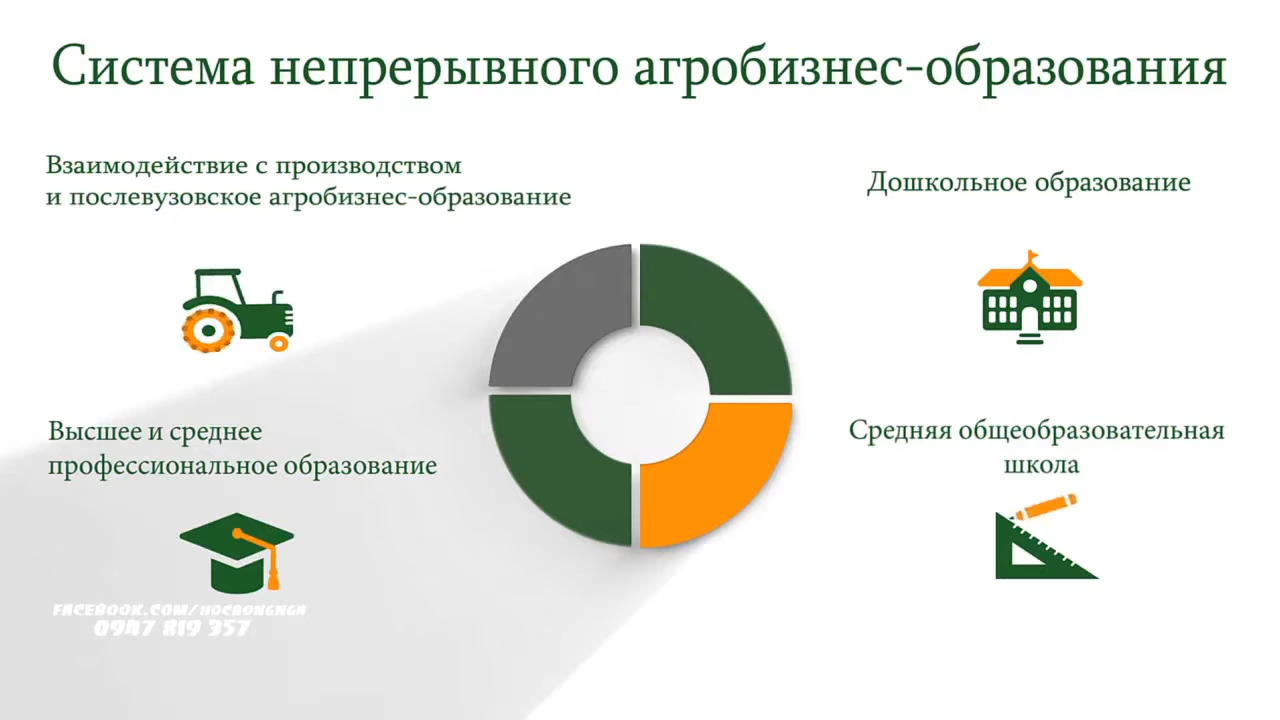 Система непрерывного агробизнес-образования
Взаимодействие с производством
и послевузовское агробизнес-образование
Дошкольное образование
Высшее и среднее
профессиональное образование
Средняя общеобразовательная
школа
FACEBOOK.COM/HOCBONGNGA
0947 819 357